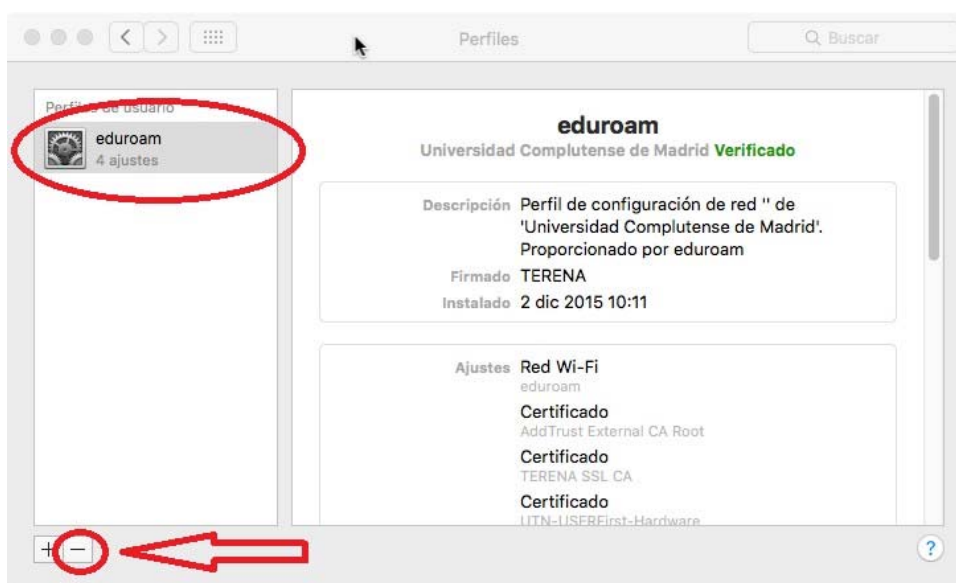 Perfiles
Buscar
Perfiles de usuario
eduroam
4 ajustes
eduroam
Universidad Complutense de Madrid Verificado
Descripción Perfil de configuración de red '' de
'Universidad Complutense de Madrid'.
Proporcionado por eduroam
Firmado TERENA
Instalado 2 dic 2015 10:11
Ajustes Red Wi-Fi
eduroam
Certificado
AddTrust External CA Root
Certificado
TERENA SSL CA
Certificado
UTN-USERFirst-Hardware
+ −
?